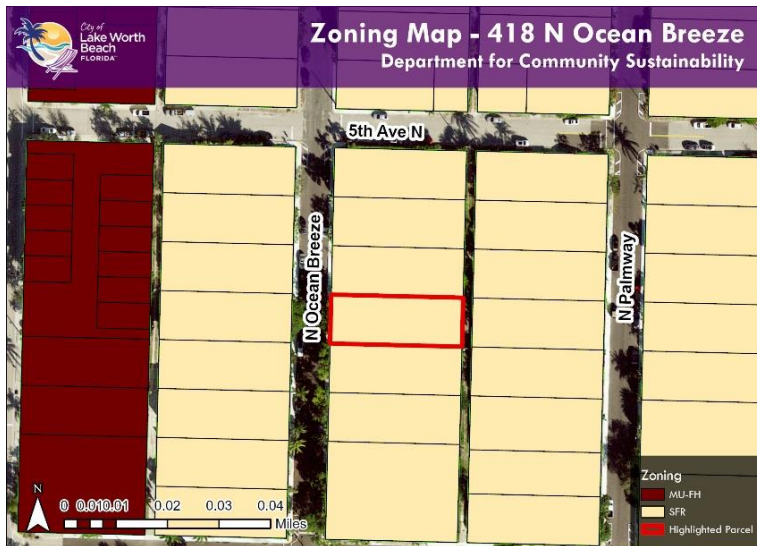 City of
Lake Worth
Beach
FLORIDA™
Zoning Map - 418 N Ocean Breeze
Department for Community Sustainability
5th Ave N
N Ocean Breeze
N Palmway
N
0 0.010.01 0.02 0.03 0.04
Miles
Zoning
MU-FH
SFR
Highlighted Parcel